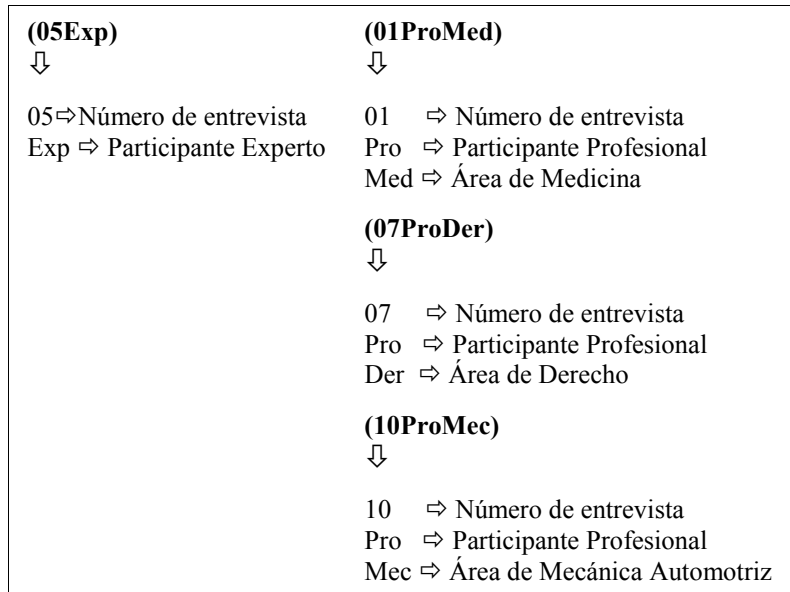 (05Exp)
⇩
05⇨Número de entrevista
Exp ⇨ Participante Experto
(01ProMed)
⇩
01 ⇨ Número de entrevista
Pro ⇨ Participante Profesional
Med ⇨ Área de Medicina
(07ProDer)
⇩
07 ⇨ Número de entrevista
Pro ⇨ Participante Profesional
Der ⇨ Área de Derecho
(10ProMec)
⇩
10 ⇨ Número de entrevista
Pro ⇨ Participante Profesional
Mec ⇨ Área de Mecánica Automotriz